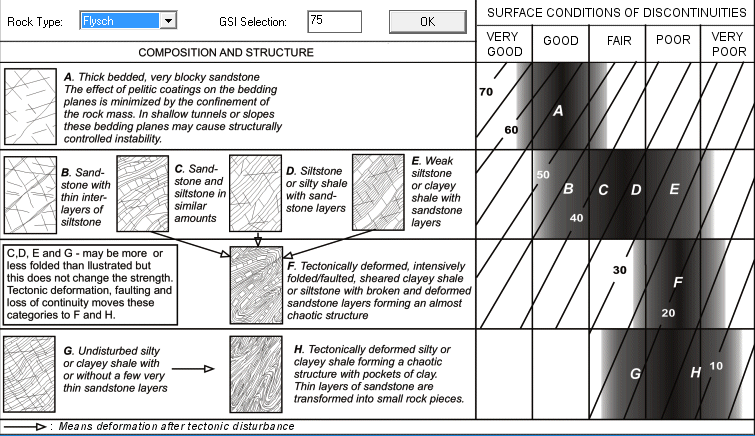 Rock Type: Flysch GSI Selection: 75 OK
SURFACE CONDITIONS OF DISCONTINUITIES
VERY GOOD
GOOD
FAIR
POOR
VERY POOR
COMPOSITION AND STRUCTURE
A. Thick bedded, very blocky sandstone
The effect of pelitic coatings on the bedding
planes is minimized by the confinement of
the rock mass. In shallow tunnels or slopes
these bedding planes may cause structurally
controlled instability.
70
60
A
B. Sand-
stone with
thin inter-
layers of
siltstone
C. Sand-
stone and
siltstone in
similar
amounts
D. Siltstone
or silty shale
with sand-
stone layers
E. Weak
siltstone
or clayey
shale with
sandstone
layers
50
B
C
D
E
40
C,D, E and G - may be more or
less folded than llustrated but
this does not change the strength.
Tectonic deformation, faulting and
loss of continuity moves these
categories to F and H.
F. Tectonically deformed, intensively
folded/faulted, sheared clayey shale
or siltstone with broken and deformed
sandstone layers forming an almost
chaotic structure
30
F
20
G. Undisturbed silty
or clayey shale with
or without a few very
thin sandstone layers
H. Tectonically deformed silty or
clayey shale forming a chaotic
structure with pockets of clay.
Thin layers of sandstone are
transformed into small rock pieces.
G
H
10
: Means deformation after tectonic disturbance